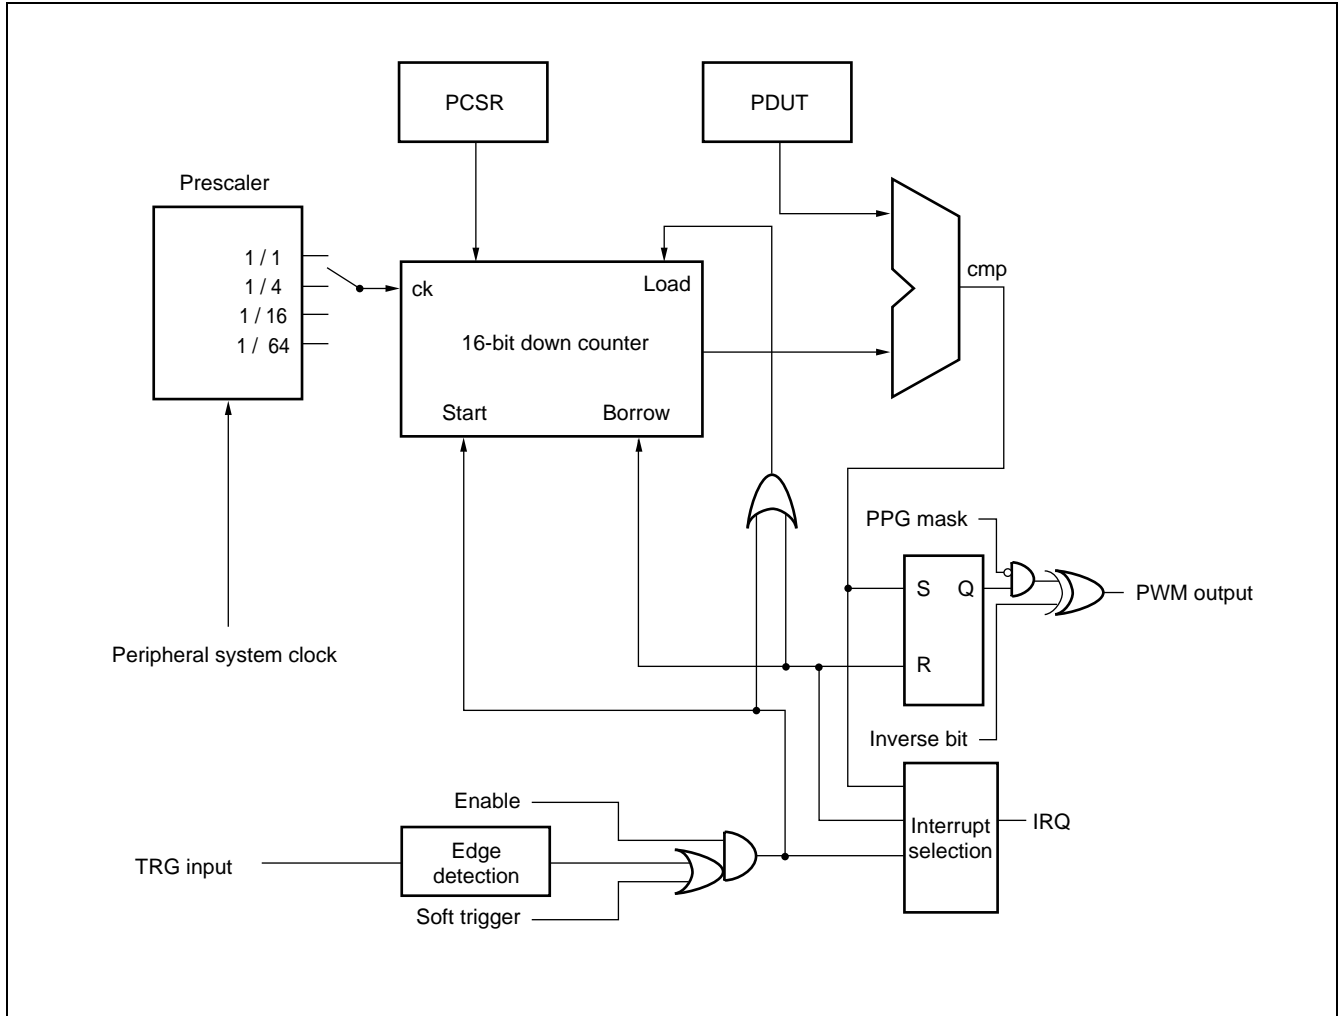 PCSR
PDUT
Prescaler
1 / 1
1 / 4
1 / 16
1 / 64
ck
Load
cmp
16-bit down counter
Start
Borrow
PPG mask
S
Q
PWM output
R
Peripheral system clock
Inverse bit
Enable
Edge
detection
TRG input
Soft trigger
Interrupt
selection
IRQ